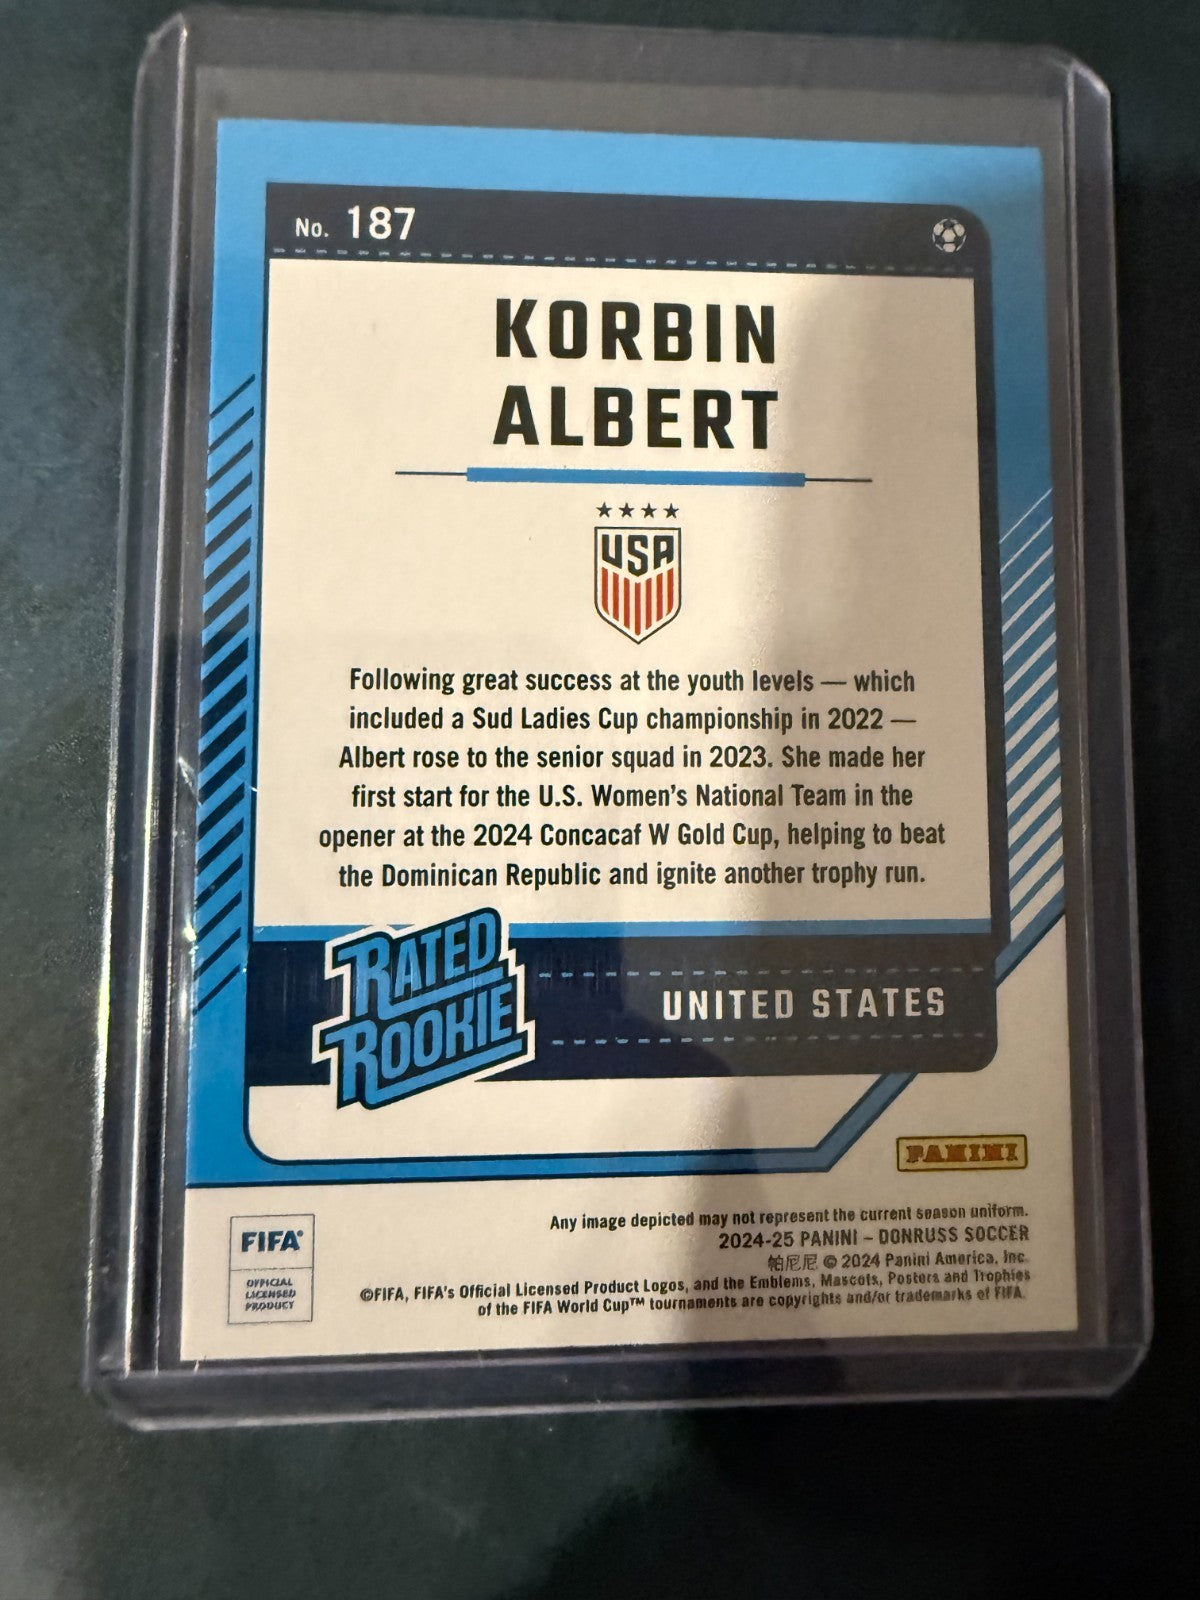 No. 187
KORBIN
ALBERT
USA
Following great success at the youth levels — which
included a Sud Ladies Cup championship in 2022 —
Albert rose to the senior squad in 2023. She made her
first start for the U.S. Women's National Team in the
opener at the 2024 Concacaf W Gold Cup, helping to beat
the Dominican Republic and ignite another trophy run.
RATED
ROOKIE
UNITED STATES
PANINI
FIFA®
OFFICIAL
LICENSED
PRODUCT
Any image depicted may not represent the current season uniform.
2024-25 PANINI – DONRUSS SOCCER
帕尼尼 © 2024 Panini America, Inc.
©FIFA, FIFA's Official Licensed Product Logos, and the Emblems, Mascots, Posters and Trophies
of the FIFA World Cup™ tournaments are copyrights and/or trademarks of FIFA.